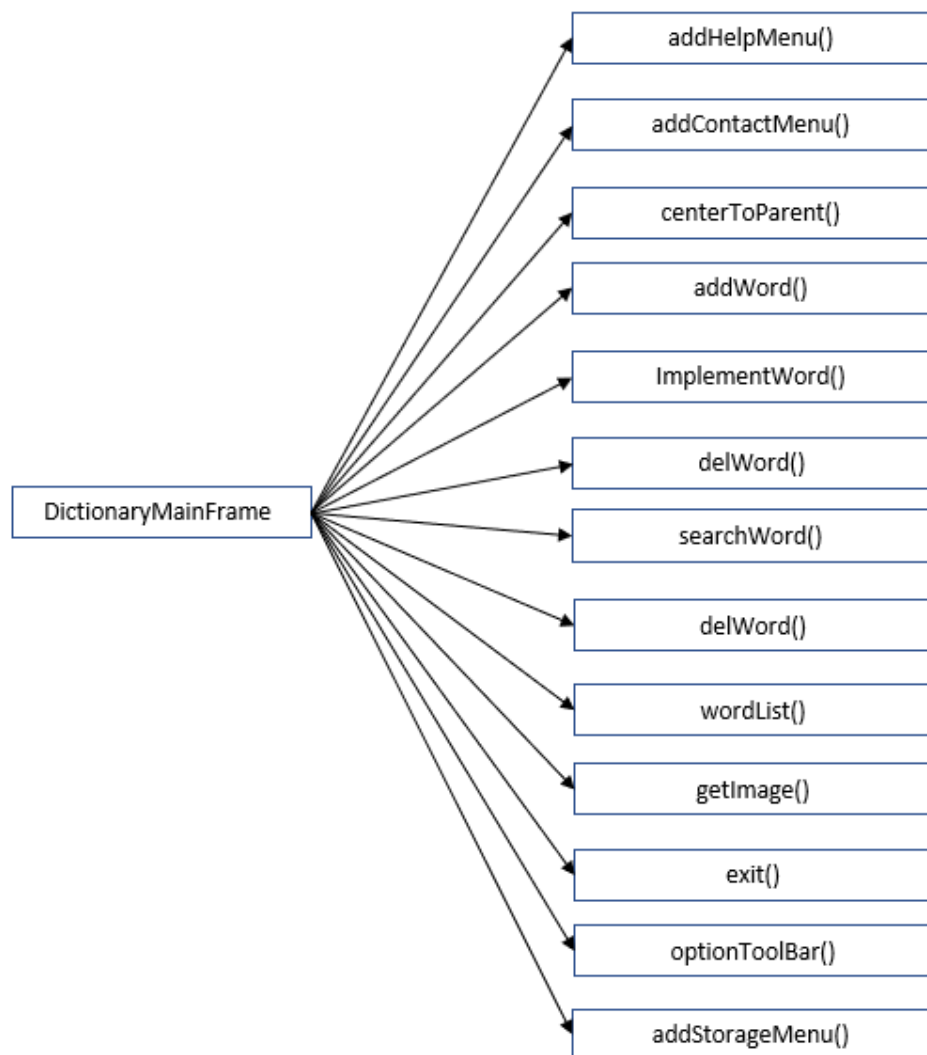 addHelpMenu()
addContactMenu()
centerToParent()
addWord()
ImplementWord()
delWord()
DictionaryMainFrame
searchWord()
delWord()
wordList()
getImage()
exit()
optionToolBar()
addStorageMenu()